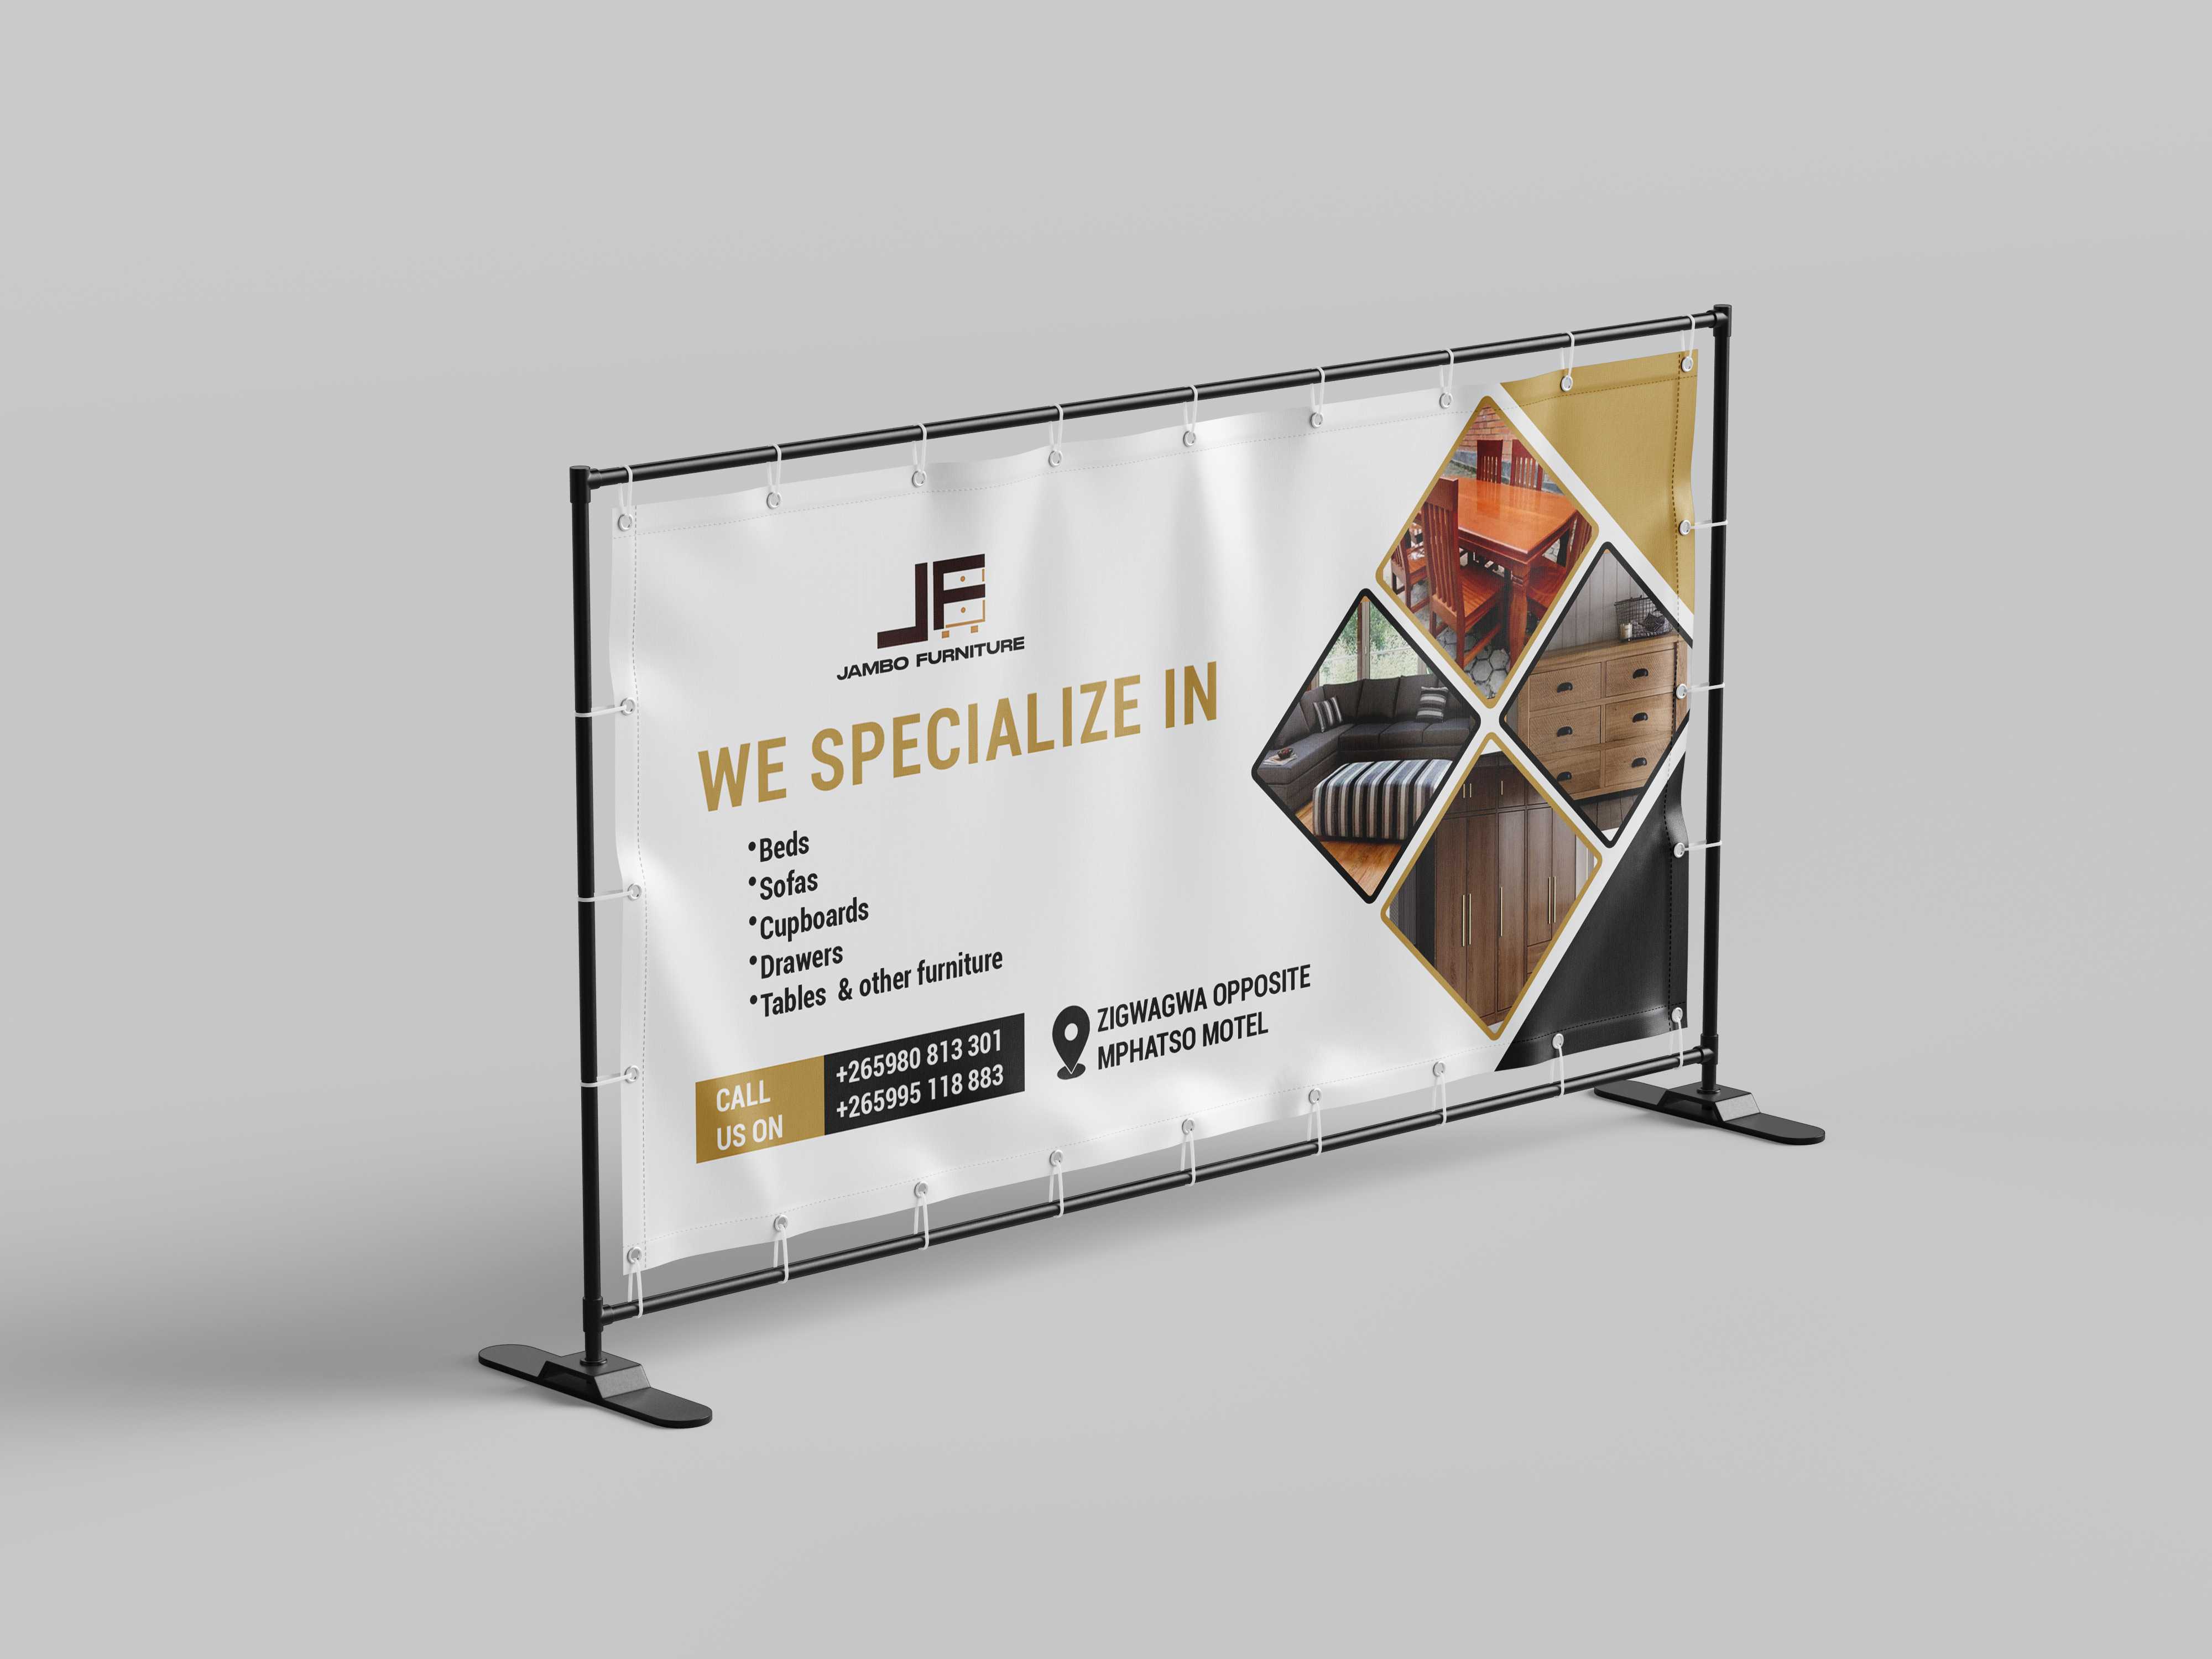 JF
JAMBO FURNITURE
WE SPECIALIZE IN
•Beds
•Sofas
•Cupboards
•Drawers
•Tables & other furniture
CALL
US ON
+265980 813 301
+265995 118 883
ZIGWAGWA OPPOSITE
MPHATSO MOTEL